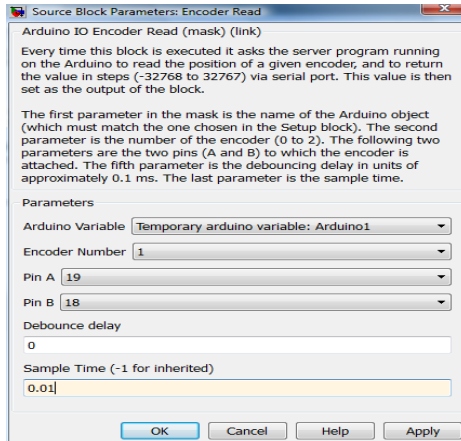 Source Block Parameters: Encoder Read
Arduino IO Encoder Read (mask) (link)
Every time this block is executed it asks the server program running
on the Arduino to read the position of a given encoder, and to return
the value in steps (-32768 to 32767) via serial port. This value is then
set as the output of the block.
The first parameter in the mask is the name of the Arduino object
(which must match the one chosen in the Setup block). The second
parameter is the number of the encoder (0 to 2). The following two
parameters are the two pins (A and B) to which the encoder is
attached. The fifth parameter is the debouncing delay in units of
approximately 0.1 ms. The last parameter is the sample time.
Parameters
Arduino Variable Temporary arduino variable: Arduino1
Encoder Number 1
Pin A 19
Pin B 18
Debounce delay
0
Sample Time (-1 for inherited)
0.01
OK Cancel Help Apply